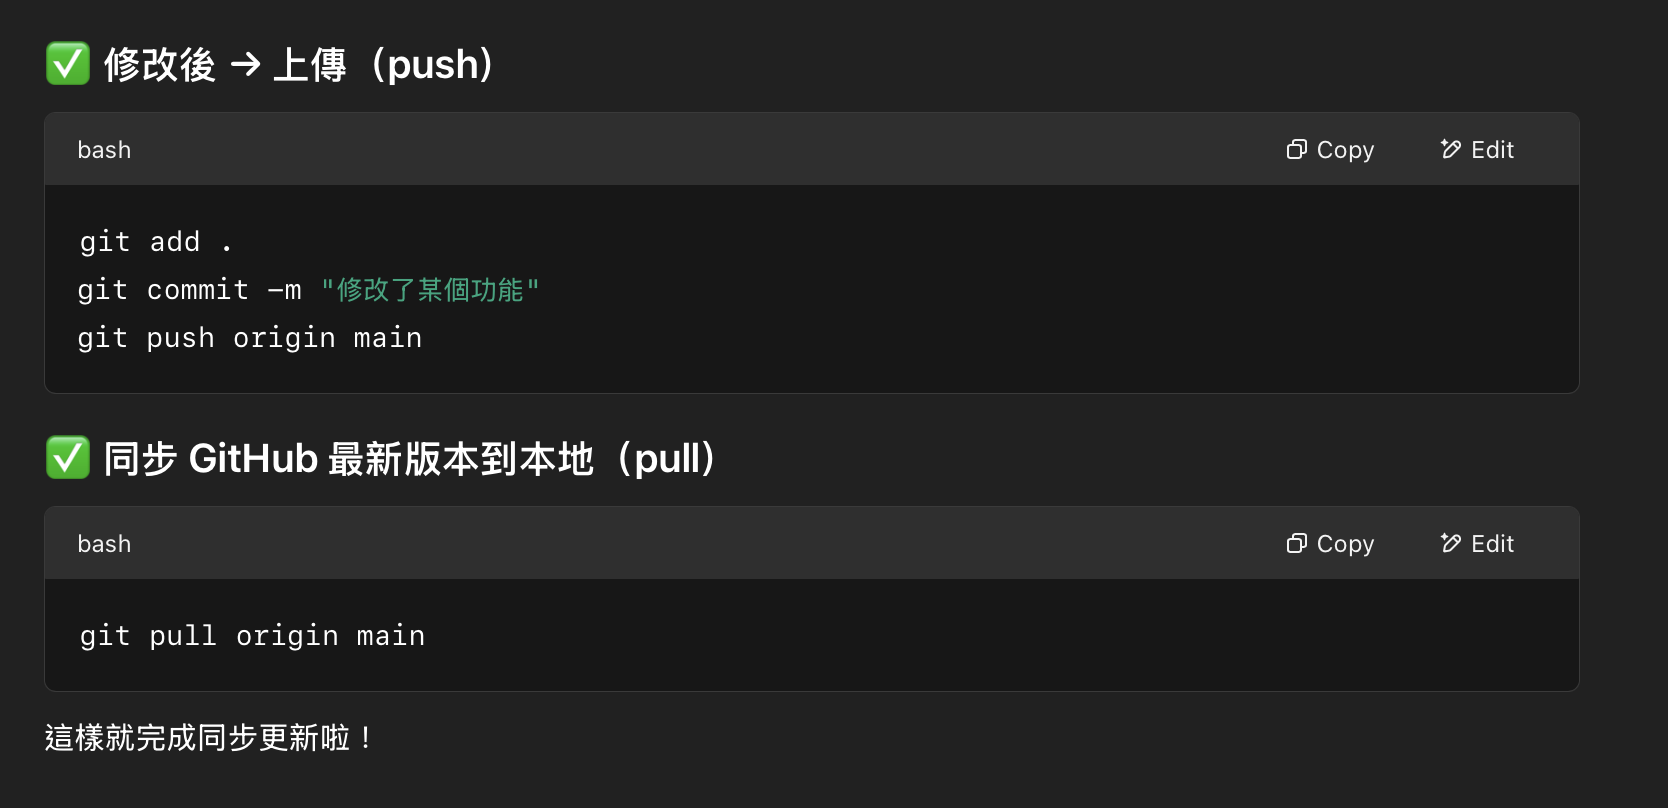 ✅ 修改後 → 上傳（push）
bash
Copy
Edit
git add .
git commit -m "修改了某個功能"
git push origin main
✅ 同步 GitHub 最新版本到本地（pull）
bash
Copy
Edit
git pull origin main
這樣就完成同步更新啦！